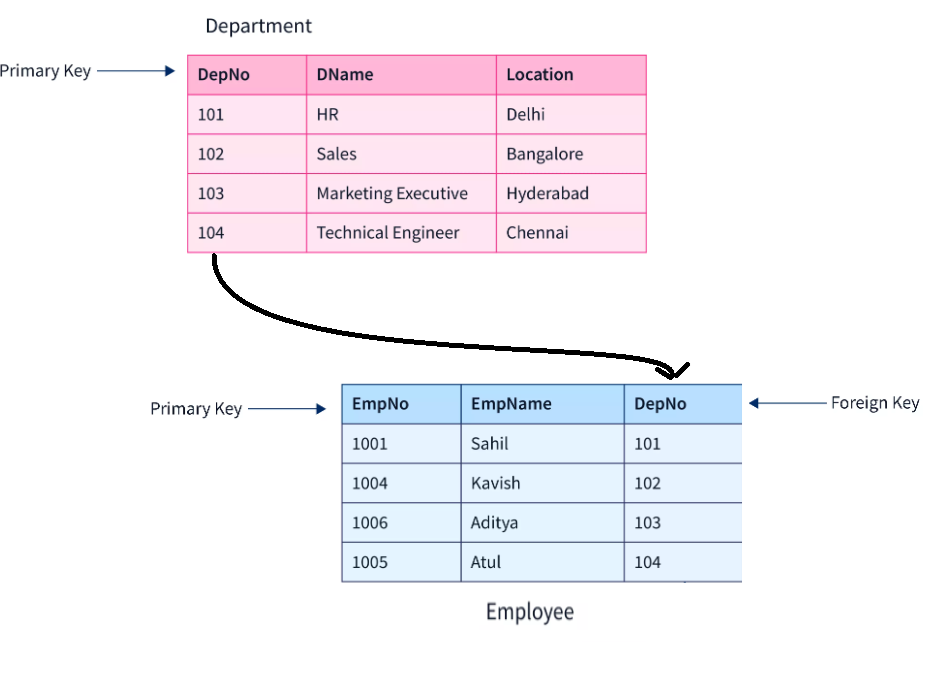 Department
Primary Key
DepNo DName Location
101 HR Delhi
102 Sales Bangalore
103 Marketing Executive Hyderabad
104 Technical Engineer Chennai
Primary Key
EmpNo EmpName DepNo
Foreign Key
1001 Sahil 101
1004 Kavish 102
1006 Aditya 103
1005 Atul 104
Employee